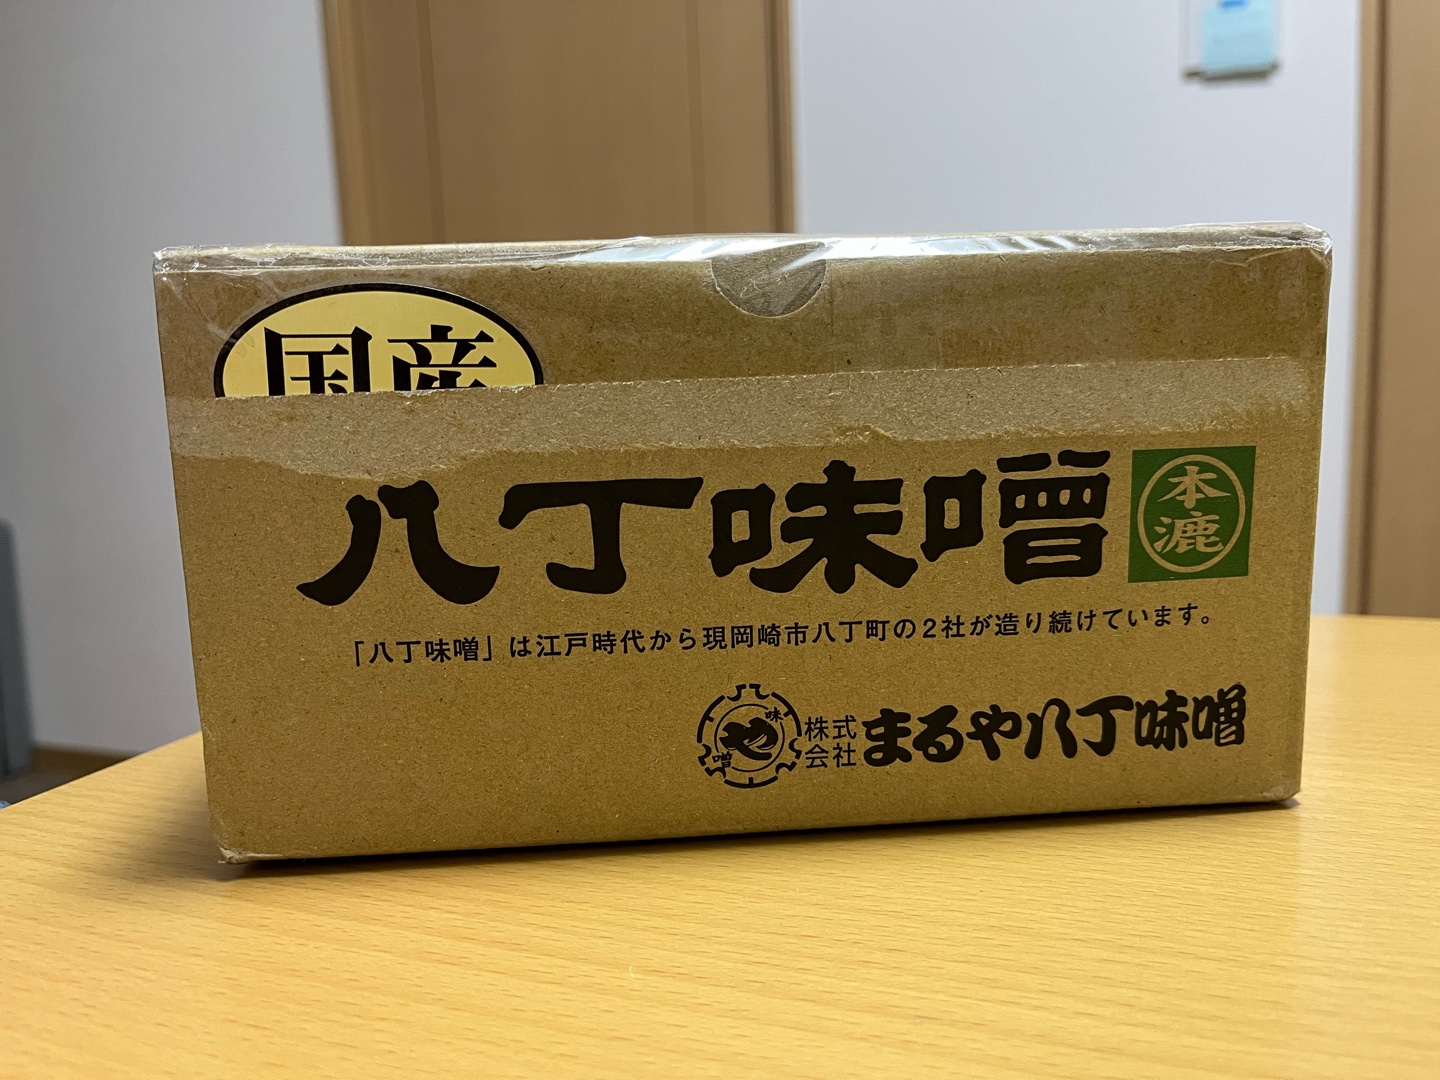 国産
八丁味噌
本漉
「八丁味噌」は江戸時代から現岡崎市八丁町の2社が造り続けています。
味噌
や
株式会社
まるや八丁味噌